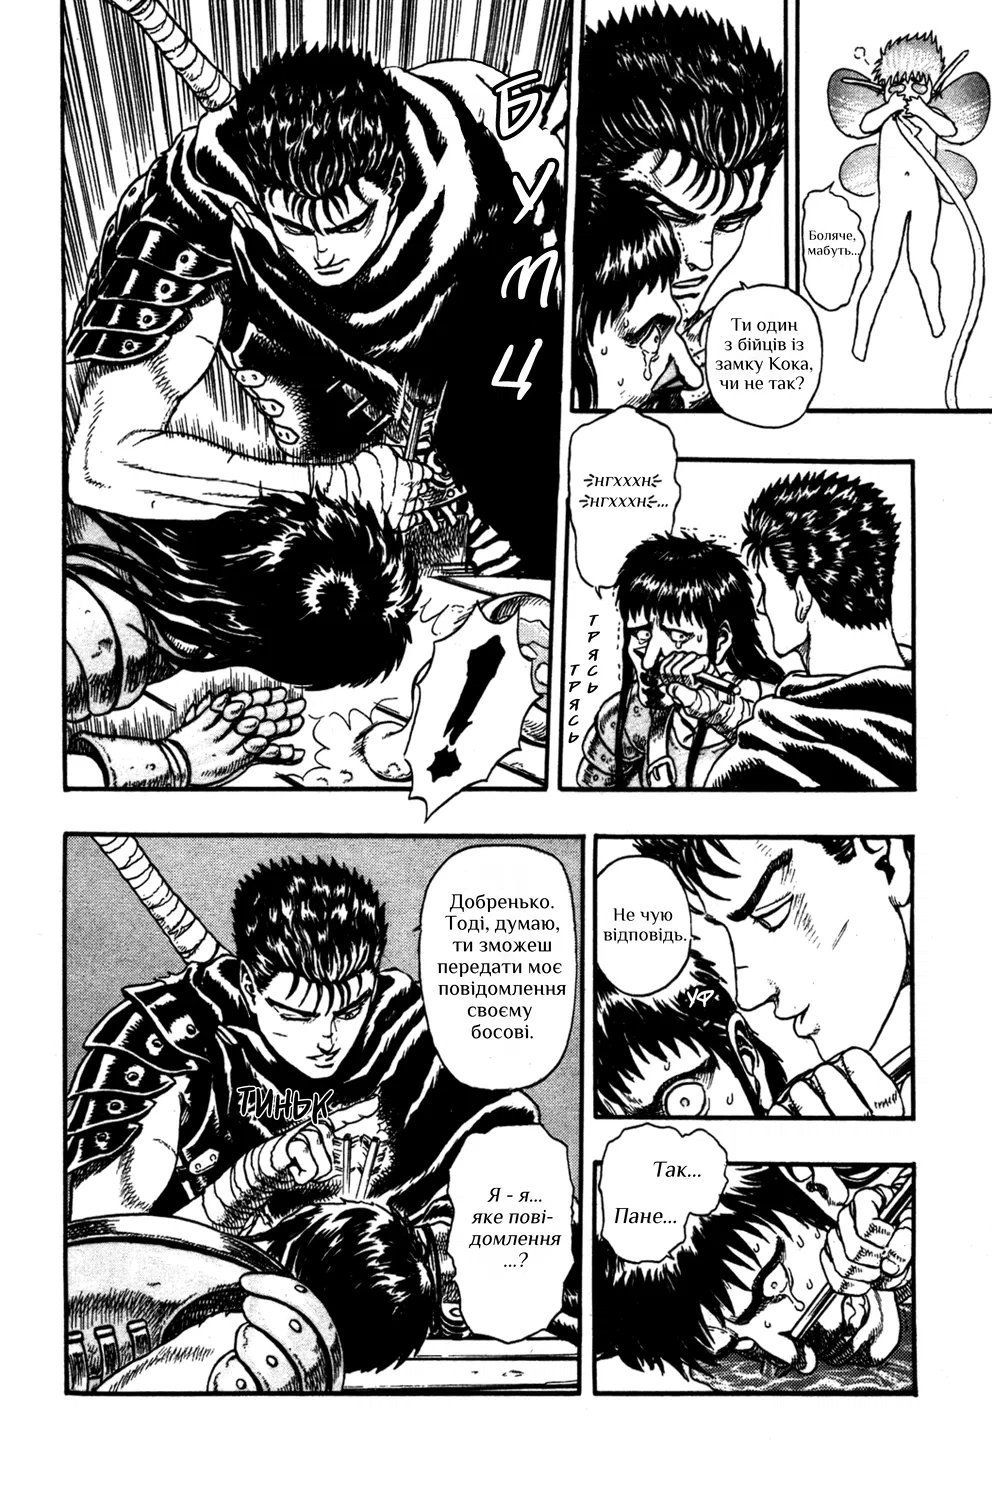 Боляче,
мабуть...
Ти один
з бійців із
замку Кока,
чи не так?
БУМЦ
нгхххн
нгхххн...
ТРЯСЬ
ТРЯСЬ
!
Не чую
відповідь...
УФ
Так...
Пане...
Добренько.
Тоді, думаю,
ти зможеш
передати моє
повідомлення
своєму
босові.
ТИНЬК
Я - я...
яке пові-
домлення
...?